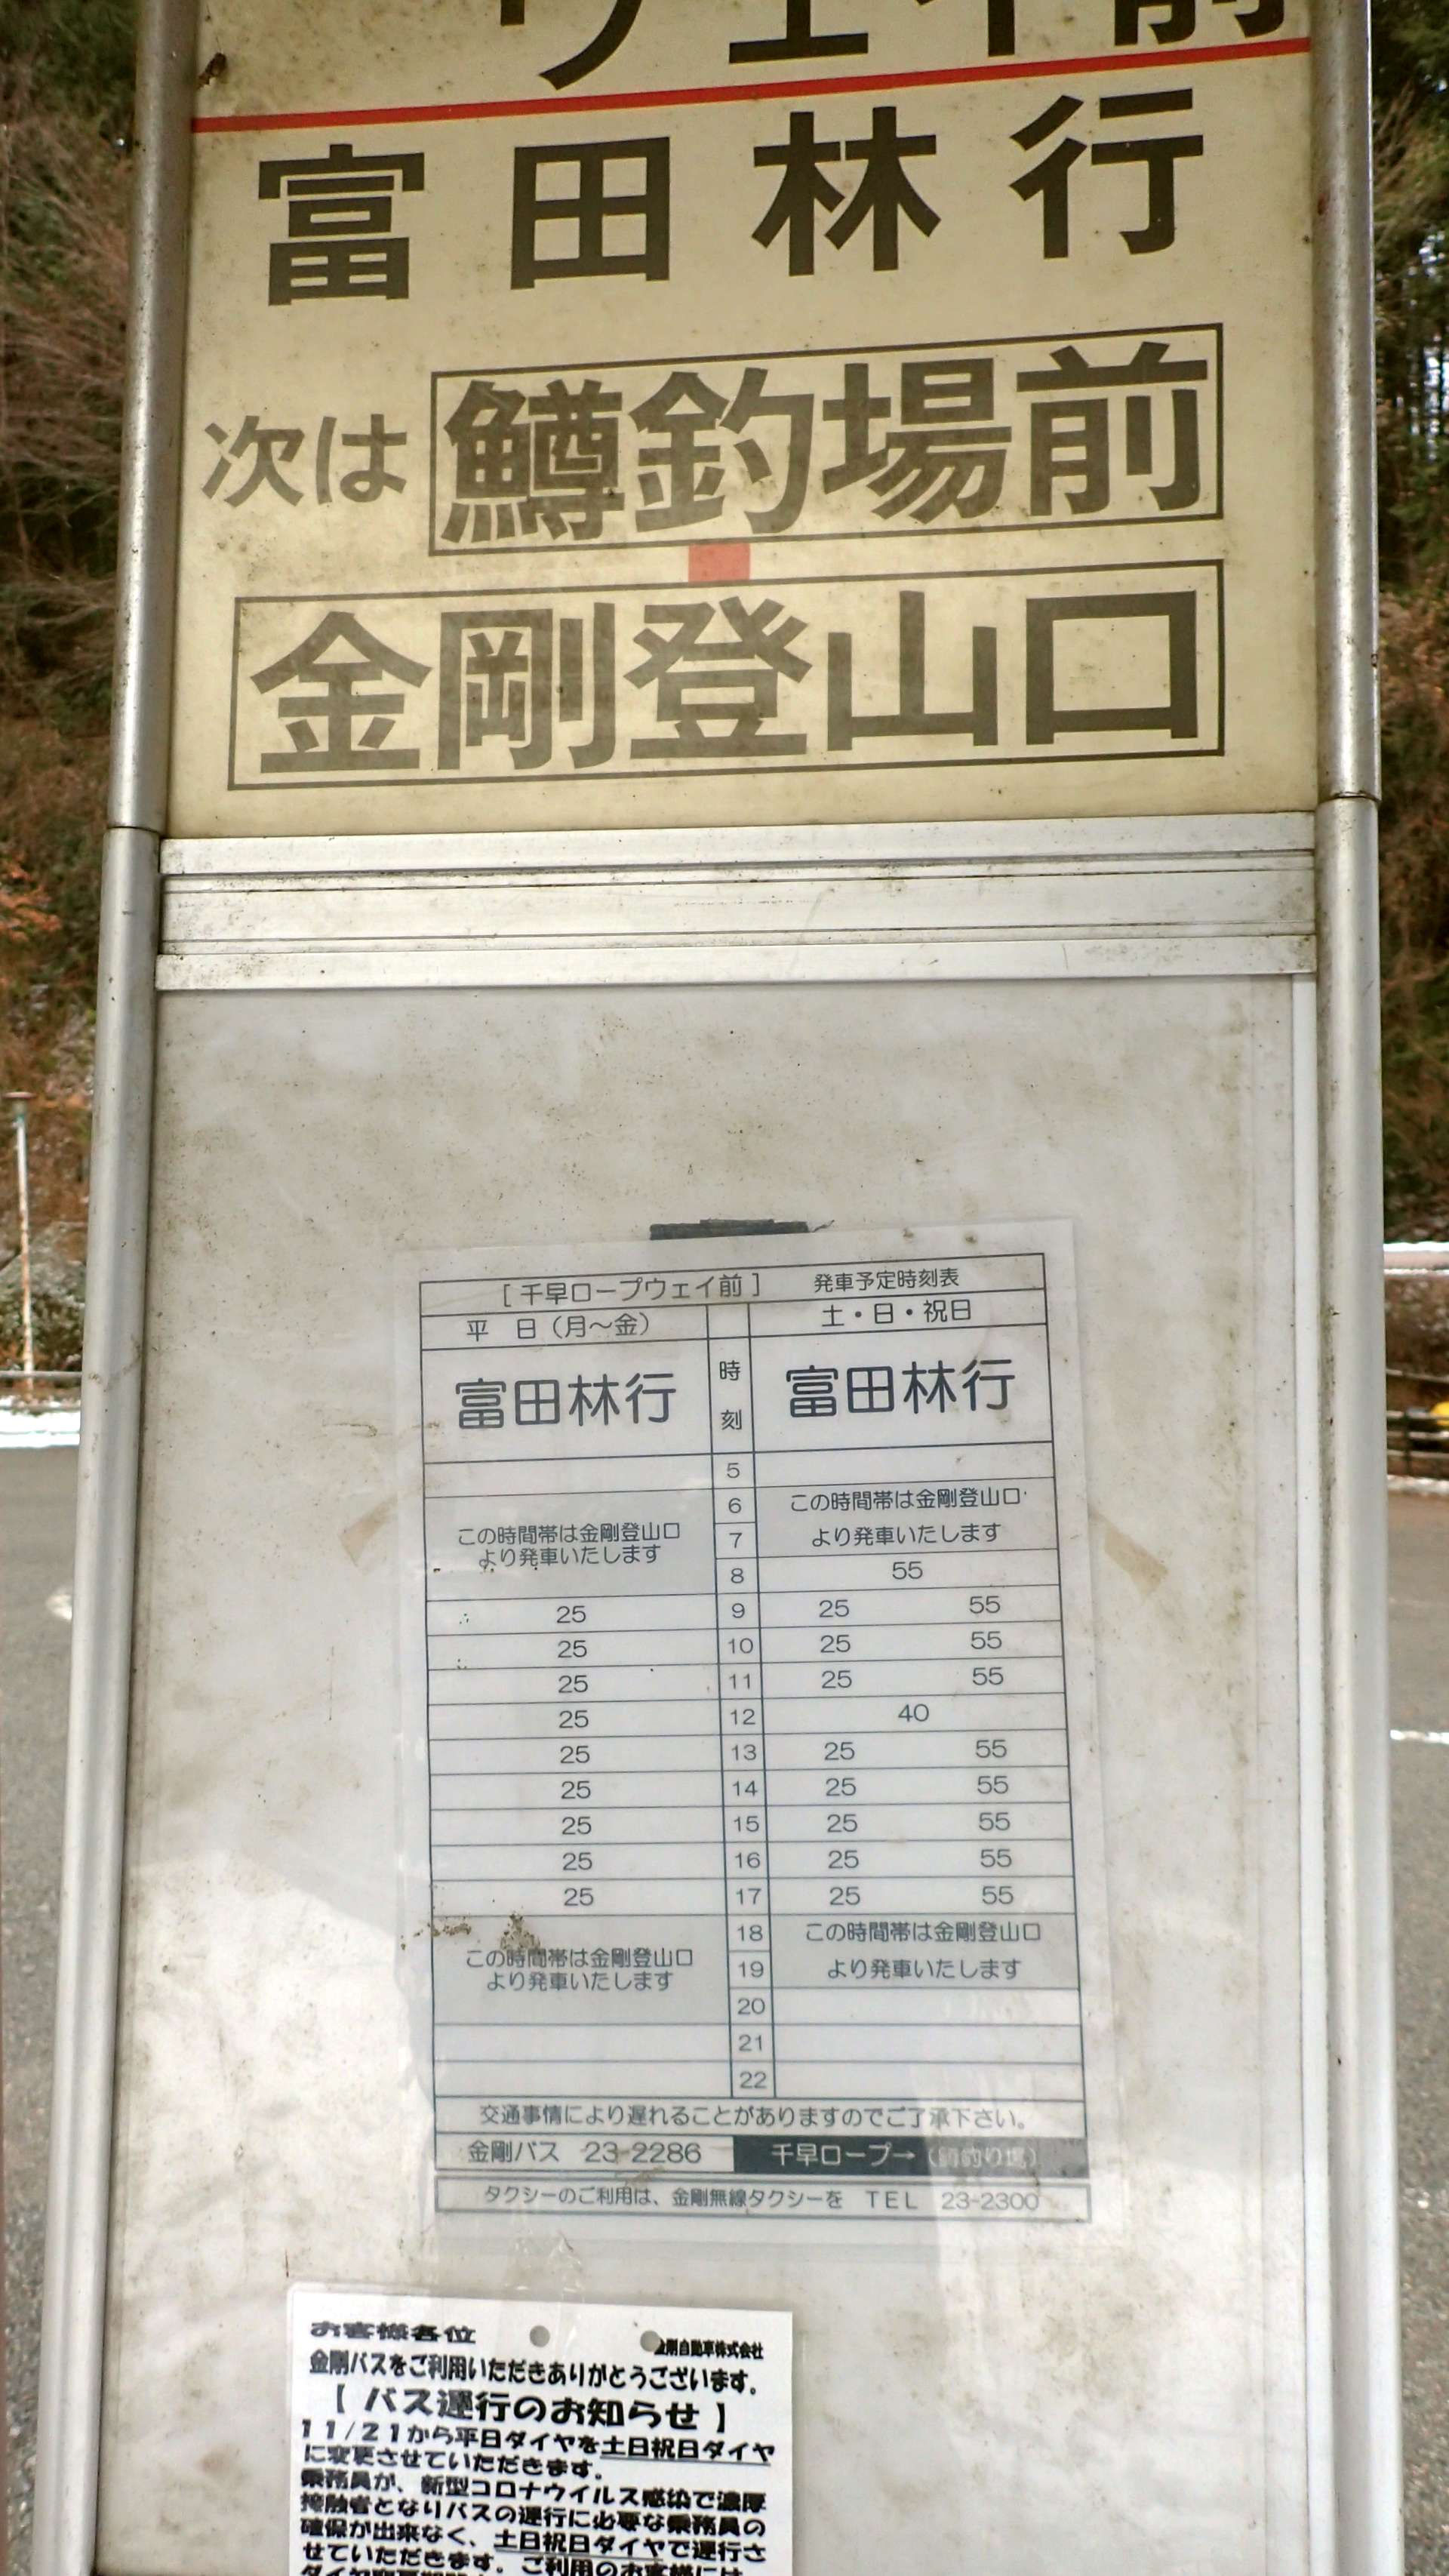 ウェイ前
富田林行
次は 鱒釣場前
金剛登山口
[千早ロープウェイ前] 発車予定時刻表
平 日(月〜金) 土・日・祝日
富田林行 時刻 富田林行
5
6 この時間帯は金剛登山口
この時間帯は金剛登山口 7 より発車いたします
より発車いたします
8 55
25 9 25 55
25 10 25 55
25 11 25 55
25 12 40
25 13 25 55
25 14 25 55
25 15 25 55
25 16 25 55
25 17 25 55
18 この時間帯は金剛登山口
この時間帯は金剛登山口 19 より発車いたします
より発車いたします
20
21
22
交通事情により遅れることがありますのでご了承下さい。
金剛バス 23-2286 千早ロープ→(釣り場)
タクシーのご利用は、金剛無線タクシーを TEL 23-2300
お客様各位 剛自動車株式会社
金剛バスをご利用いただきありがとうございます。
【 バス運行のお知らせ 】
11/21から平日ダイヤを土日祝日ダイヤ
に変更させていただきます。
乗務員が、新型コロナウイルス感染で濃厚
接触者となりバスの運行に必要な乗務員の
確保が出来なく、土日祝日ダイヤで運行さ
せていただきます。ご利用のお客様には、